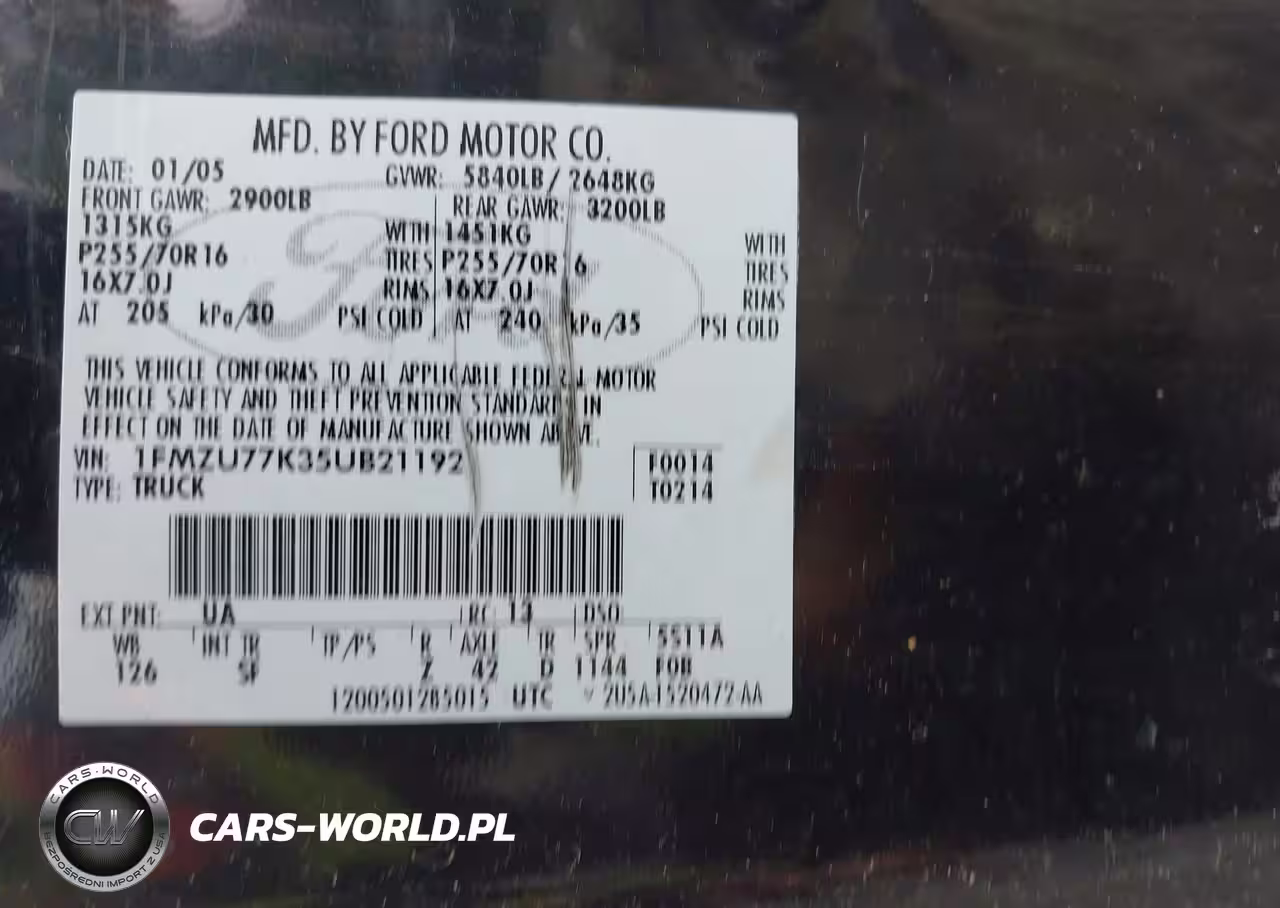 MFD. BY FORD MOTOR CO.
DATE: 01/05 GVWR: 5840LB/ 2648KG
FRONT GAWR: 2900LB REAR GAWR: 3200LB
1315KG WITH 1451KG WITH
P255/70R16 TIRES P255/70R 6 TIRES
16X7.0J RIMS 16X7.0J RIMS
AT 205 kPa/30 PSI COLD AT 240 kPa/35 PSI COLD
THIS VEHICLE CONFORMS TO ALL APPLICABLE FEDERAL MOTOR
VEHICLE SAFETY AND THEFT PREVENTION STANDARDS IN
EFFECT ON THE DATE OF MANUFACTURE SHOWN ABOVE.
VIN: 1FMZU77K35UB21192 F0014
TYPE: TRUCK T0214
EXT PNT: UA RC: 13 DSO:
WB INT TR TP/PS R AXLE TR SPR 5S11A
126 SF Z 42 D 1144 F0B
1200501285015 UTC 2U5A-1520472-AA
CARS-WORLD
CW
BEZPOŚREDNI IMPORT Z USA
CARS-WORLD.PL